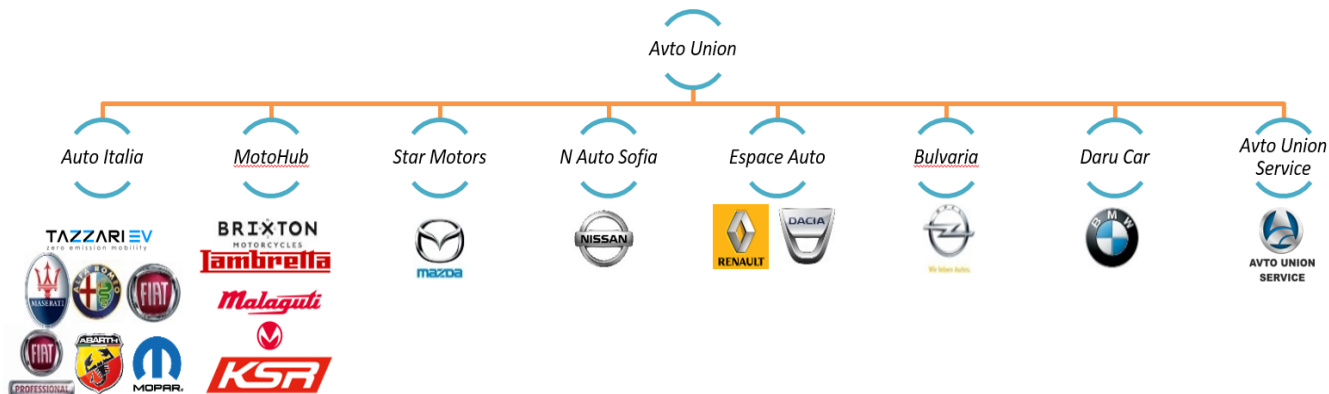 Avto Union
Auto Italia
MotoHub
Star Motors
N Auto Sofia
Espace Auto
Bulvaria
Daru Car
Avto Union
Service
TAZZARI EV
zero emission mobility
MASERATI
ALFA ROMEO
FIAT
FIAT
PROFESSIONAL
ABARTH
MOPAR
BRIXTON
MOTORCYCLES
Lambretta
Malaguti
KSR
mazda
NISSAN
RENAULT
DACIA
Wir leben Autos.
BMW
AVTO UNION
SERVICE